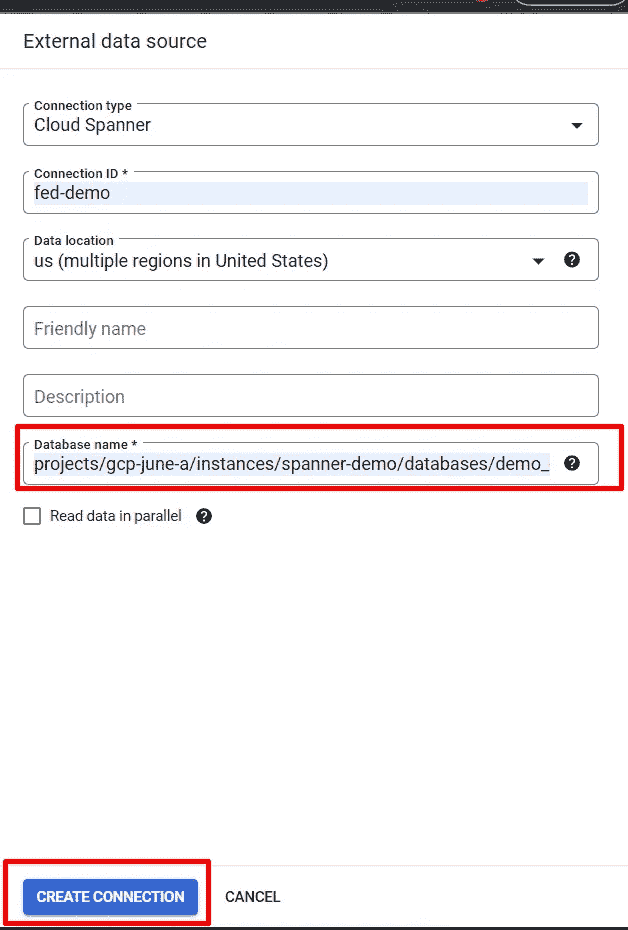 External data source
Connection type
Cloud Spanner
Connection ID *
fed-demo
Data location
us (multiple regions in United States)
Friendly name
Description
Database name *
projects/gcp-june-a/instances/spanner-demo/databases/demo_
Read data in parallel
CREATE CONNECTION CANCEL